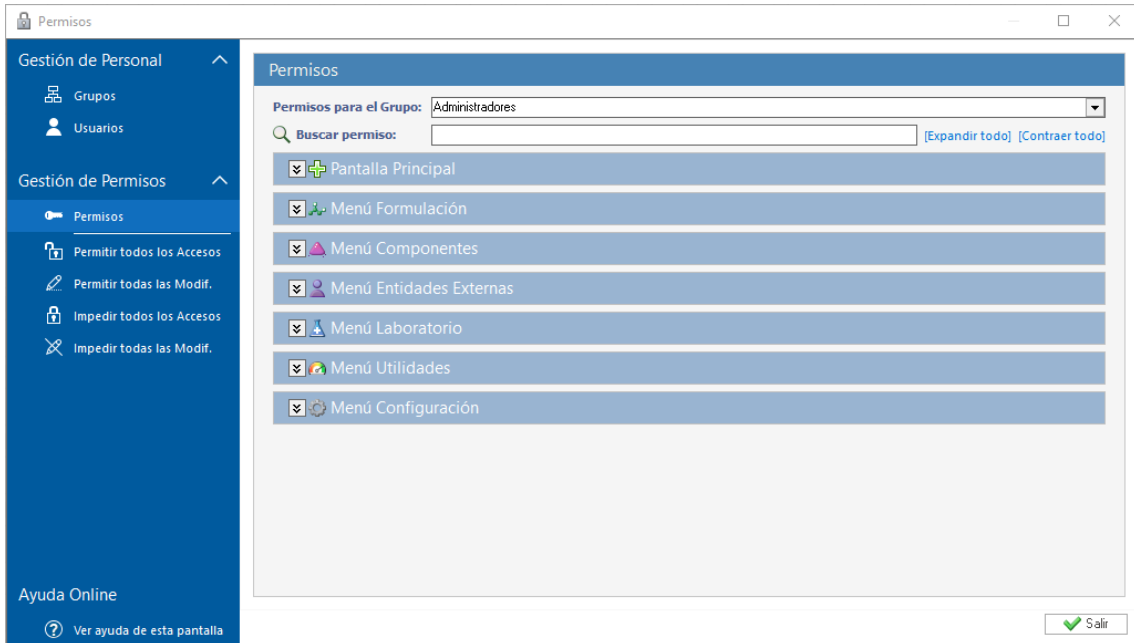 Permisos
Gestión de Personal
Grupos
Usuarios
Gestión de Permisos
Permisos
Permitir todos los Accesos
Permitir todas las Modif.
Impedir todos los Accesos
Impedir todas las Modif.
Ayuda Online
Ver ayuda de esta pantalla
Permisos
Permisos para el Grupo: Administradores
Buscar permiso: [Expandir todo] [Contraer todo]
Pantalla Principal
Menú Formulación
Menú Componentes
Menú Entidades Externas
Menú Laboratorio
Menú Utilidades
Menú Configuración
Salir